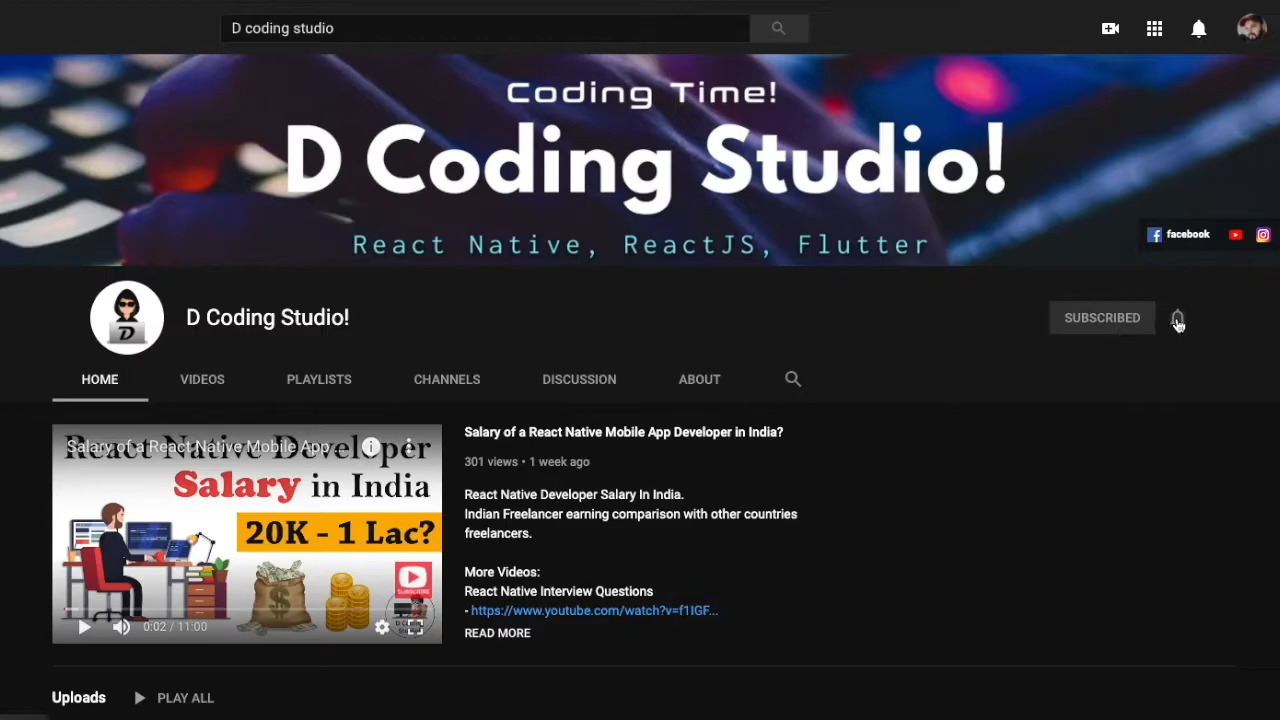 D coding studio
Coding Time!
D Coding Studio!
React Native, ReactJS, Flutter
facebook
D
D Coding Studio!
SUBSCRIBED
HOME
VIDEOS
PLAYLISTS
CHANNELS
DISCUSSION
ABOUT
Salary of a React Native Mobile App ...
React Native Developer
Salary in India
20K - 1 Lac?
SUBSCRIBE
0:02 / 11:00
Salary of a React Native Mobile App Developer in India?
301 views • 1 week ago
React Native Developer Salary In India.
Indian Freelancer earning comparison with other countries
freelancers.
More Videos:
React Native Interview Questions
- https://www.youtube.com/watch?v=f1IGF...
READ MORE
Uploads
PLAY ALL